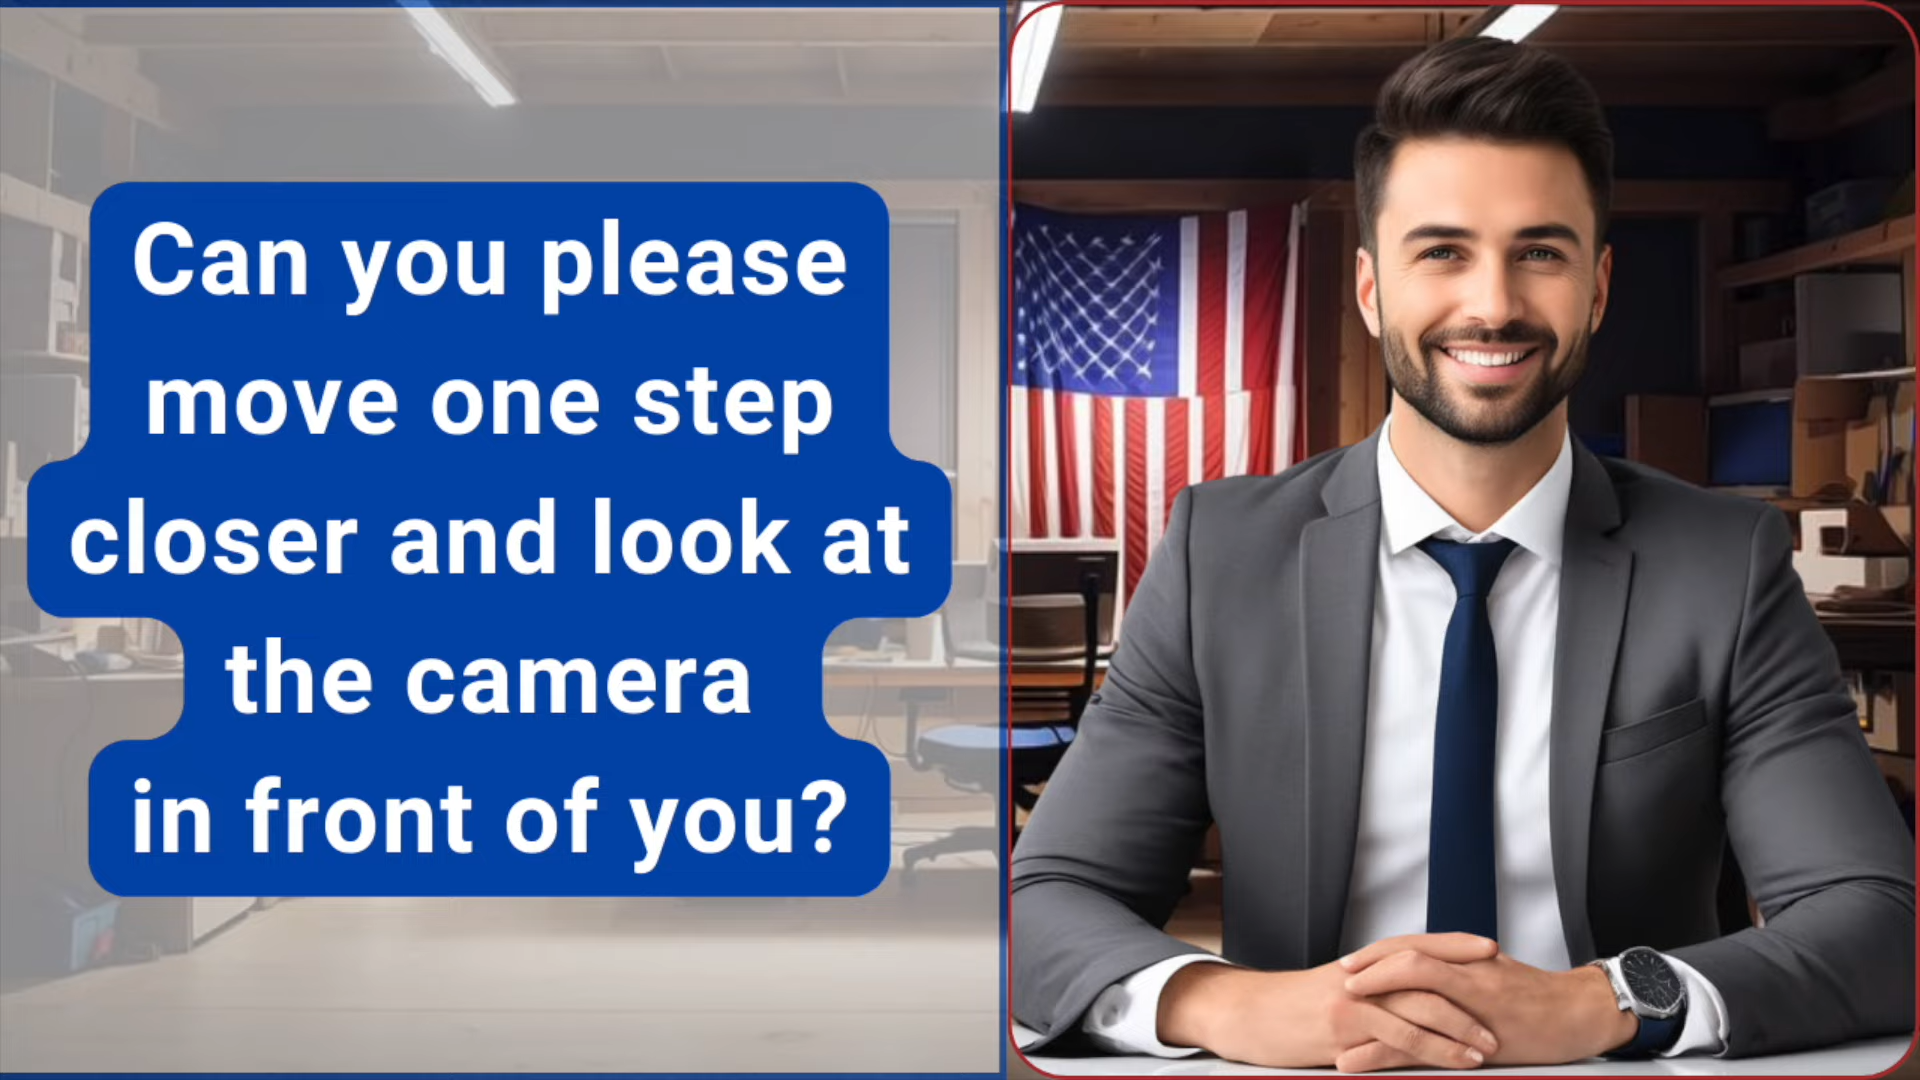 Can you please
move one step
closer and look at
the camera
in front of you?